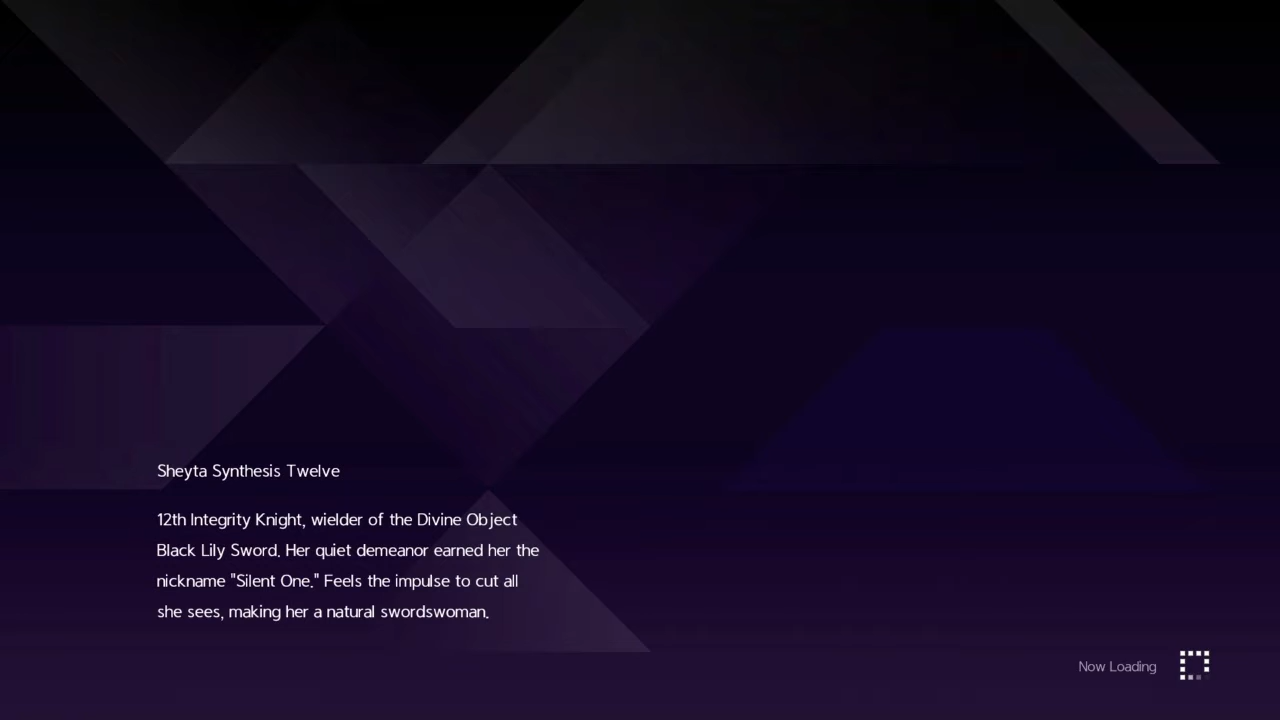 Sheyta Synthesis Twelve
12th Integrity Knight, wielder of the Divine Object
Black Lily Sword. Her quiet demeanor earned her the
nickname "Silent One." Feels the impulse to cut all
she sees, making her a natural swordswoman.
Now Loading